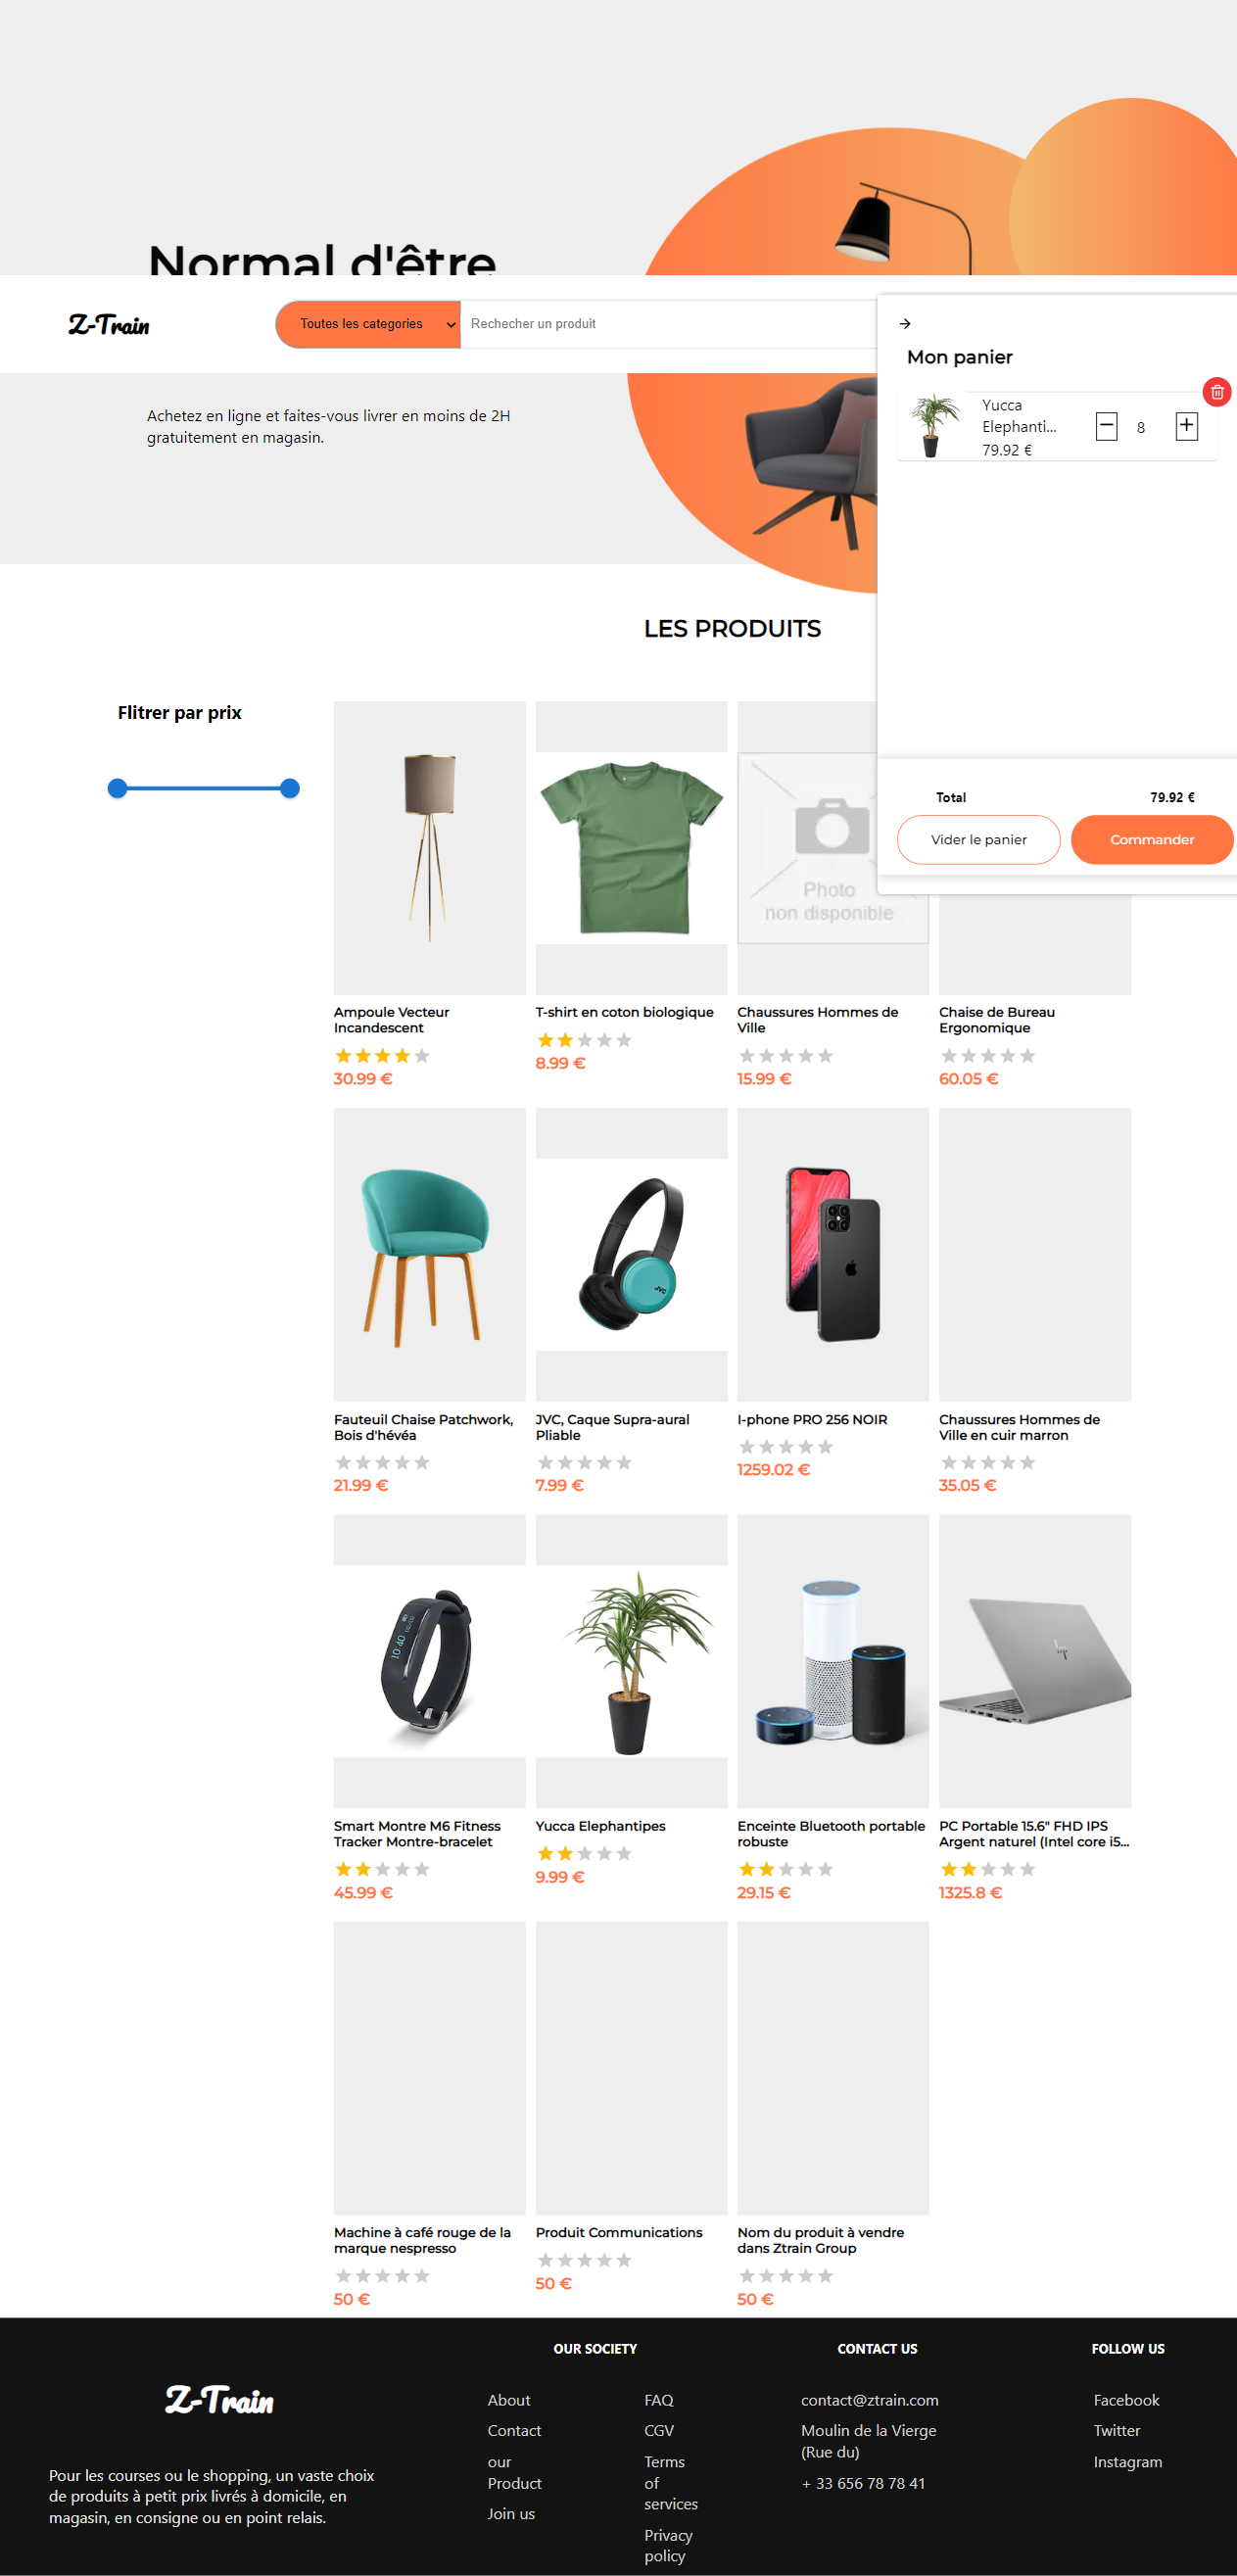 Normal d'être
Z-Train
Toutes les categories
Rechecher un produit
Mon panier
Yucca
Elephanti...
79.92 €
8
Achetez en ligne et faites-vous livrer en moins de 2H
gratuitement en magasin.
LES PRODUITS
Flitrer par prix
Total
79.92 €
Vider le panier
Commander
Photo
non disponible
Ampoule Vecteur
Incandescent
30.99 €
T-shirt en coton biologique
8.99 €
Chaussures Hommes de
Ville
15.99 €
Chaise de Bureau
Ergonomique
60.05 €
JVC
Fauteuil Chaise Patchwork,
Bois d'hévéa
21.99 €
JVC, Caque Supra-aural
Pliable
7.99 €
I-phone PRO 256 NOIR
1259.02 €
Chaussures Hommes de
Ville en cuir marron
35.05 €
10:40
Smart Montre M6 Fitness
Tracker Montre-bracelet
45.99 €
Yucca Elephantipes
9.99 €
Enceinte Bluetooth portable
robuste
29.15 €
PC Portable 15.6" FHD IPS
Argent naturel (Intel core i5...
1325.8 €
Machine à café rouge de la
marque nespresso
50 €
Produit Communications
50 €
Nom du produit à vendre
dans Ztrain Group
50 €
Z-Train
Pour les courses ou le shopping, un vaste choix
de produits à petit prix livrés à domicile, en
magasin, en consigne ou en point relais.
OUR SOCIETY
About
Contact
our
Product
Join us
FAQ
CGV
Terms
of
services
Privacy
policy
CONTACT US
contact@ztrain.com
Moulin de la Vierge
(Rue du)
+ 33 656 78 78 41
FOLLOW US
Facebook
Twitter
Instagram